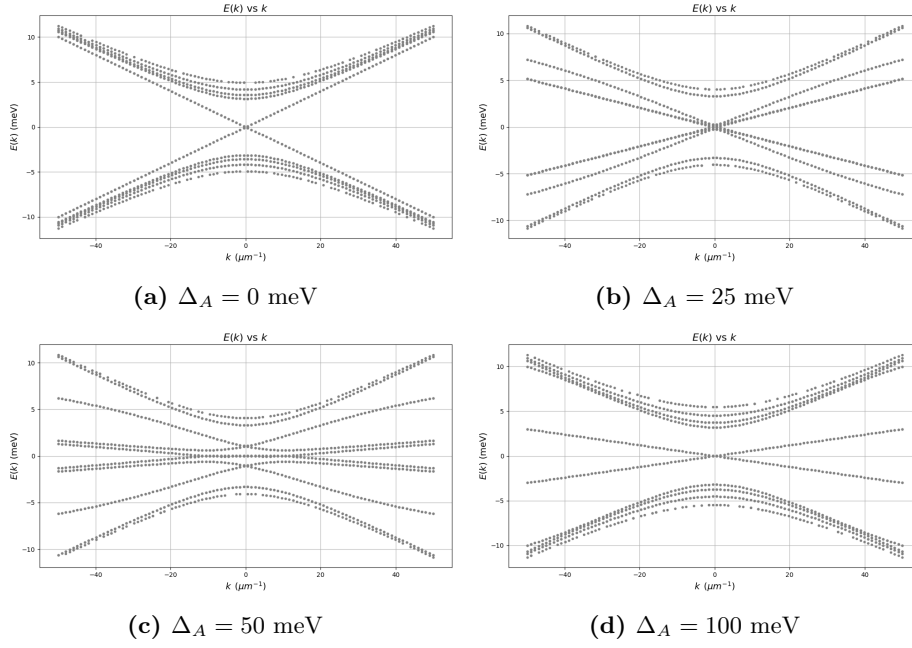 E(k) vs k
E(k) vs k
10
5
0
−5
−10
E(k) (meV)
−40 −20 0 20 40
k (μm⁻¹)
10
5
0
−5
−10
E(k) (meV)
−40 −20 0 20 40
k (μm⁻¹)
(a) Δ_A = 0 meV
(b) Δ_A = 25 meV
E(k) vs k
E(k) vs k
10
5
0
−5
−10
E(k) (meV)
−40 −20 0 20 40
k (μm⁻¹)
10
5
0
−5
−10
E(k) (meV)
−40 −20 0 20 40
k (μm⁻¹)
(c) Δ_A = 50 meV
(d) Δ_A = 100 meV